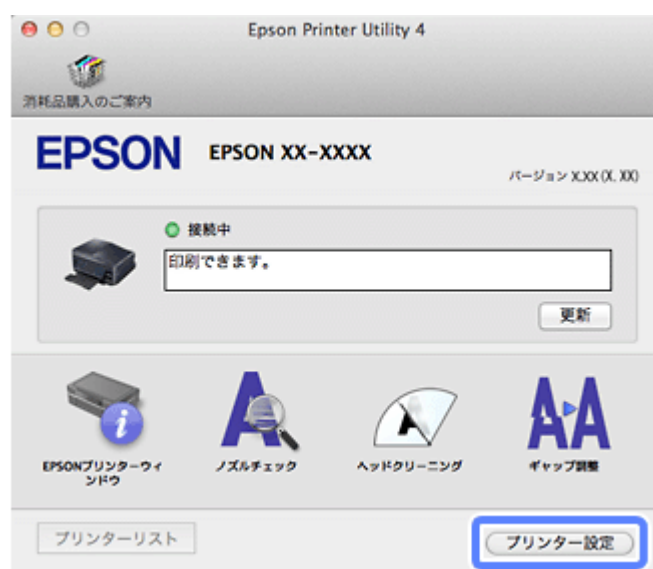 Epson Printer Utility 4
消耗品購入のご案内
EPSON EPSON XX-XXXX
バージョン X.XX (X. XX)
接続中
印刷できます。
更新
EPSONプリンターウィ
ンドウ
ノズルチェック
ヘッドクリーニング
ギャップ調整
プリンターリスト
プリンター設定